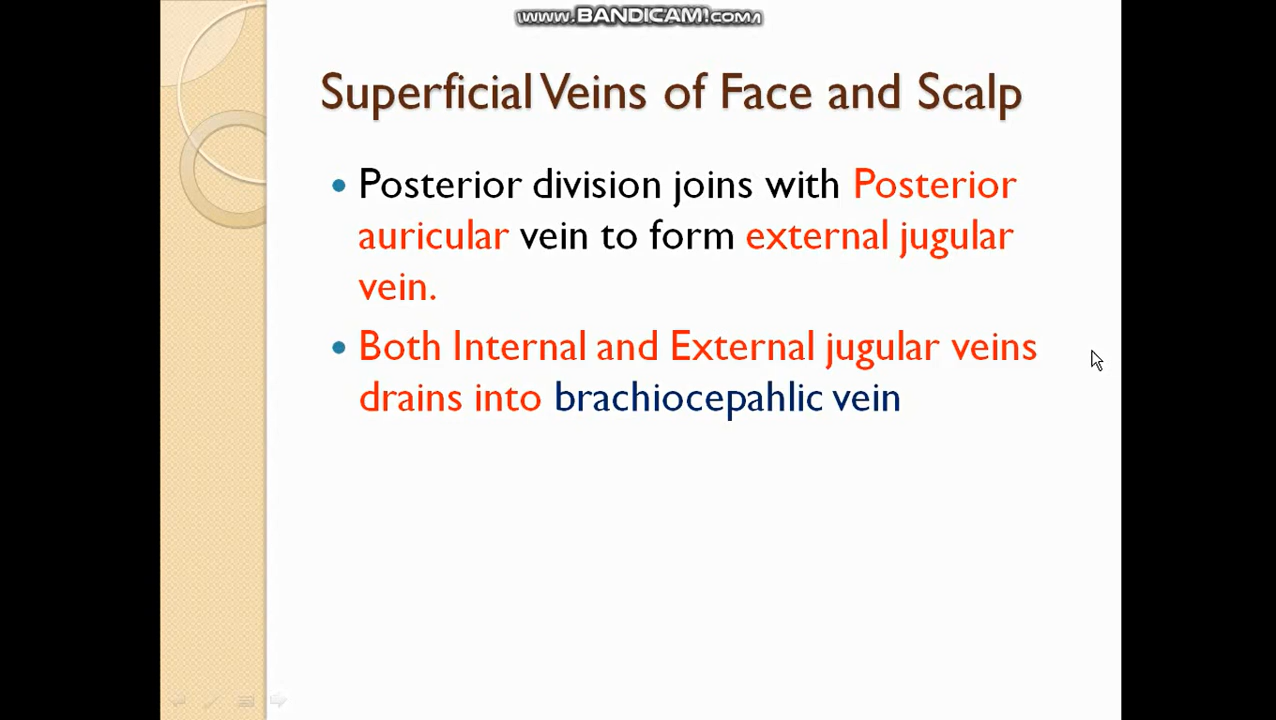 www.BANDICAM.com
Superficial Veins of Face and Scalp
Posterior division joins with Posterior
auricular vein to form external jugular
vein.
Both Internal and External jugular veins
drains into brachiocepahlic vein